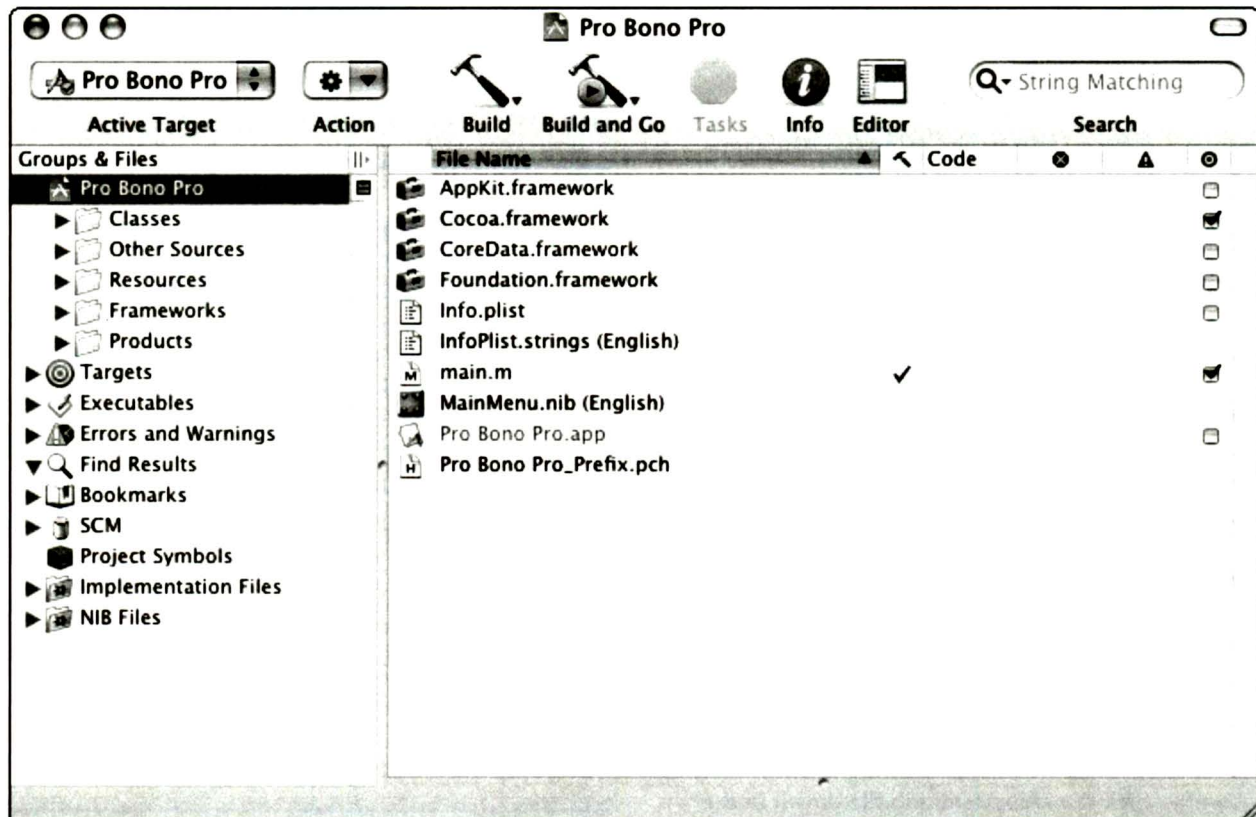 Pro Bono Pro
Pro Bono Pro
String Matching
Active Target Action Build Build and Go Tasks Info Editor Search
Groups & Files File Name Code
Pro Bono Pro
Classes
Other Sources
Resources
Frameworks
Products
Targets
Executables
Errors and Warnings
Find Results
Bookmarks
SCM
Project Symbols
Implementation Files
NIB Files
AppKit.framework
Cocoa.framework
CoreData.framework
Foundation.framework
Info.plist
InfoPlist.strings (English)
main.m
MainMenu.nib (English)
Pro Bono Pro.app
Pro Bono Pro_Prefix.pch